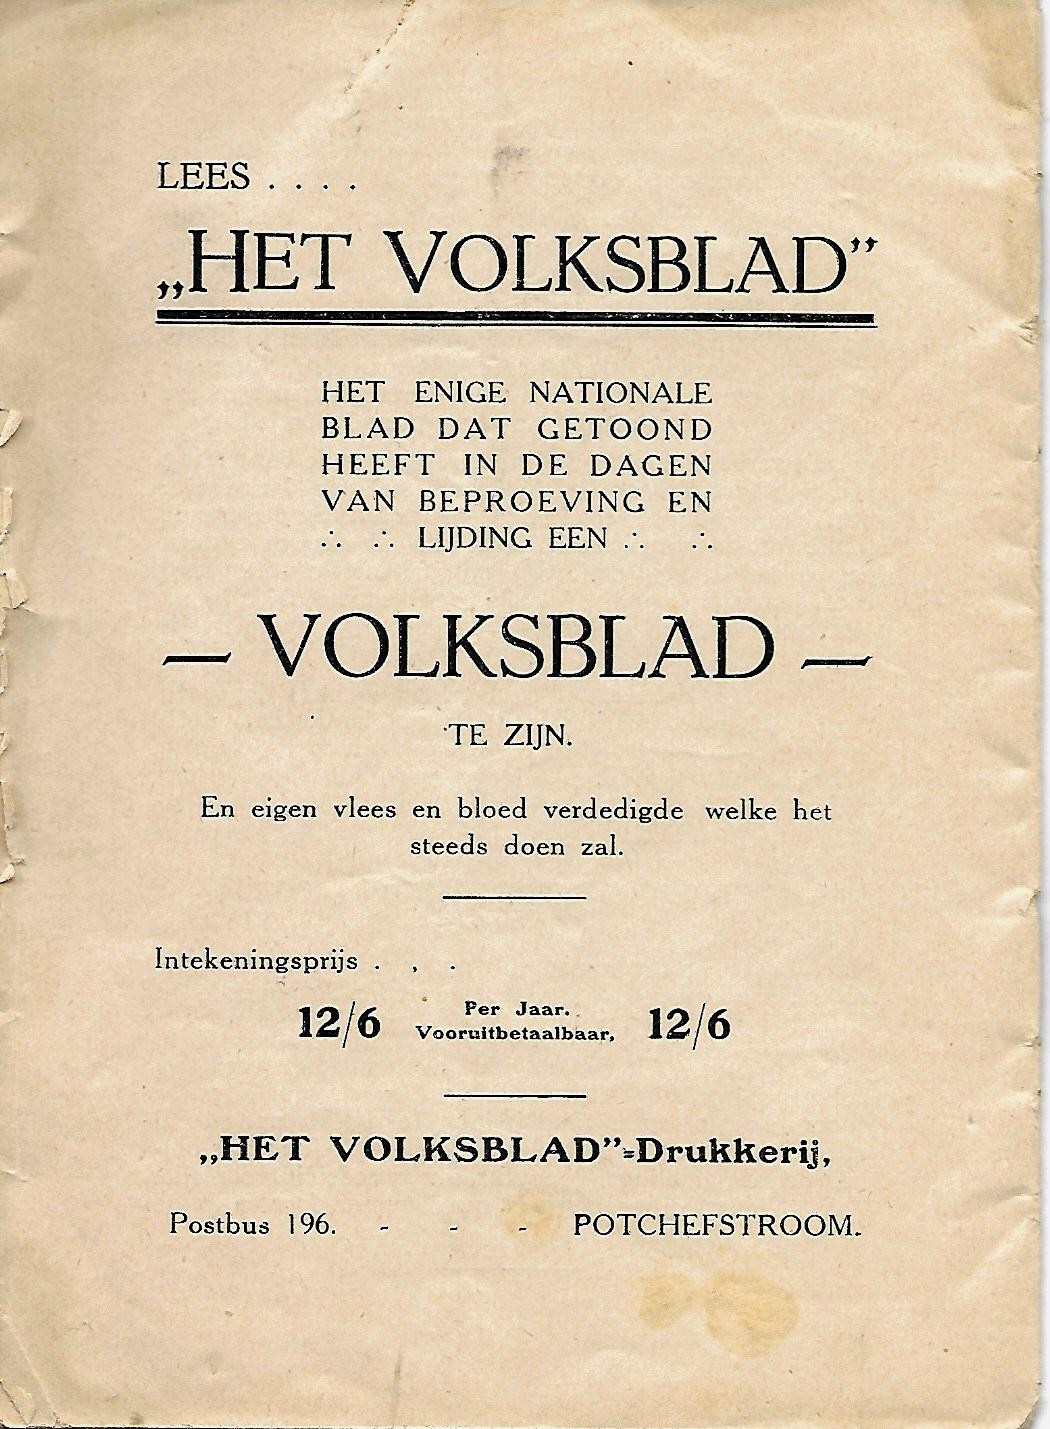 LEES . . . .
„HET VOLKSBLAD”
HET ENIGE NATIONALE
BLAD DAT GETOOND
HEEFT IN DE DAGEN
VAN BEPROEVING EN
∴ ∴ LIJDING EEN ∴ ∴
— VOLKSBLAD —
TE ZIJN.
En eigen vlees en bloed verdedigde welke het
steeds doen zal.
Intekeningsprijs . , .
12/6 Per Jaar. 12/6
Vooruitbetaalbaar,
„HET VOLKSBLAD”=Drukkerij,
Postbus 196. - - - POTCHEFSTROOM.